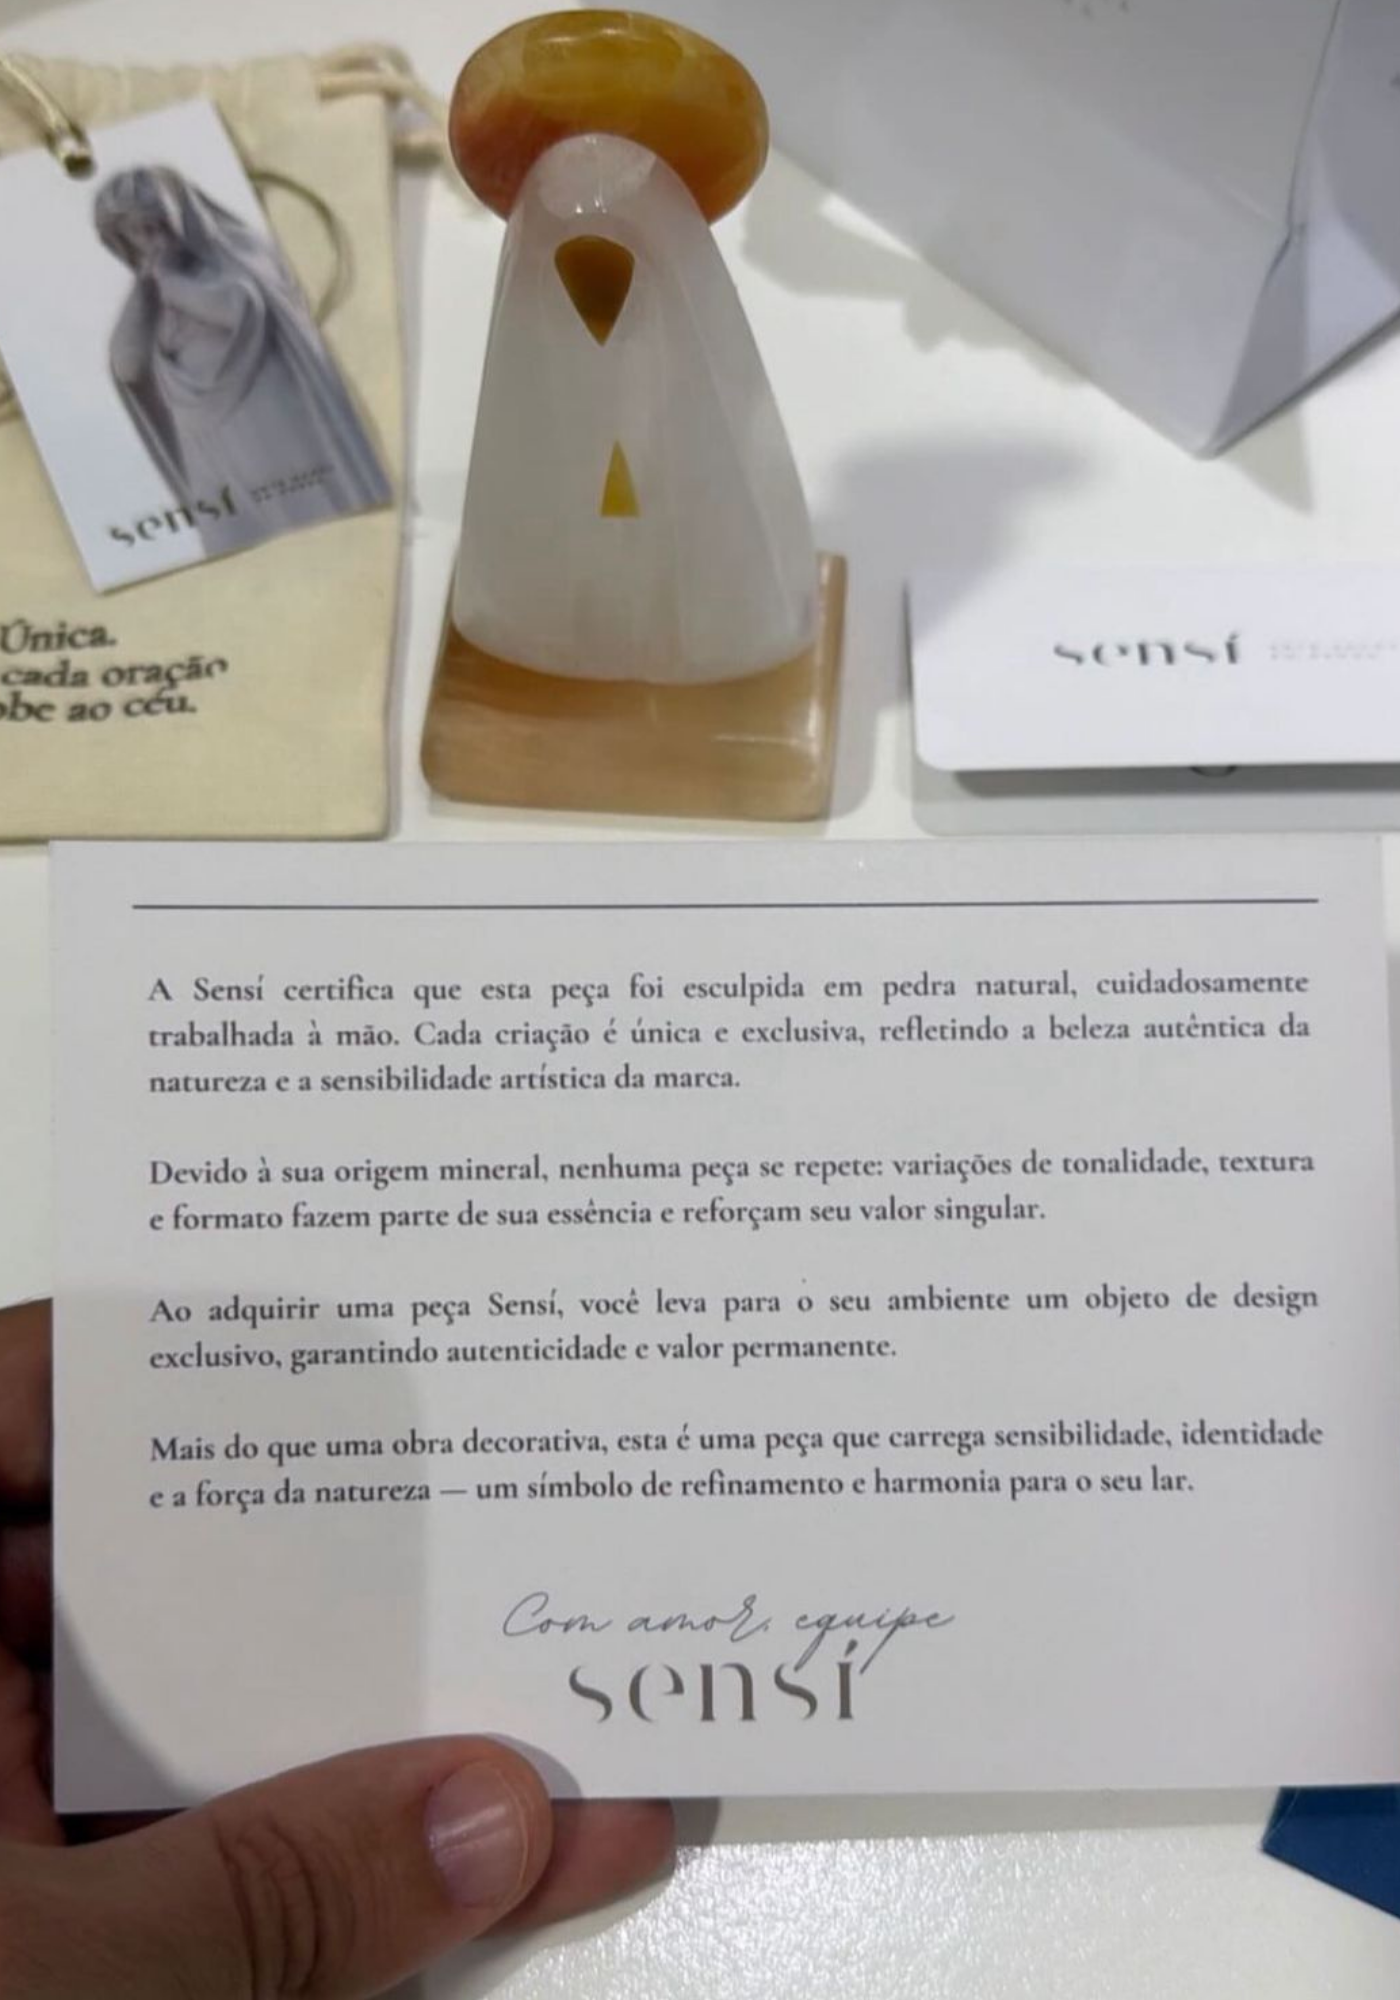 sensí
Única.
cada oração
be ao céu.
sensí
A Sensí certifica que esta peça foi esculpida em pedra natural, cuidadosamente
trabalhada à mão. Cada criação é única e exclusiva, refletindo a beleza autêntica da
natureza e a sensibilidade artística da marca.
Devido à sua origem mineral, nenhuma peça se repete: variações de tonalidade, textura
e formato fazem parte de sua essência e reforçam seu valor singular.
Ao adquirir uma peça Sensí, você leva para o seu ambiente um objeto de design
exclusivo, garantindo autenticidade e valor permanente.
Mais do que uma obra decorativa, esta é uma peça que carrega sensibilidade, identidade
e a força da natureza — um símbolo de refinamento e harmonia para o seu lar.
Com amor, equipe
sensí